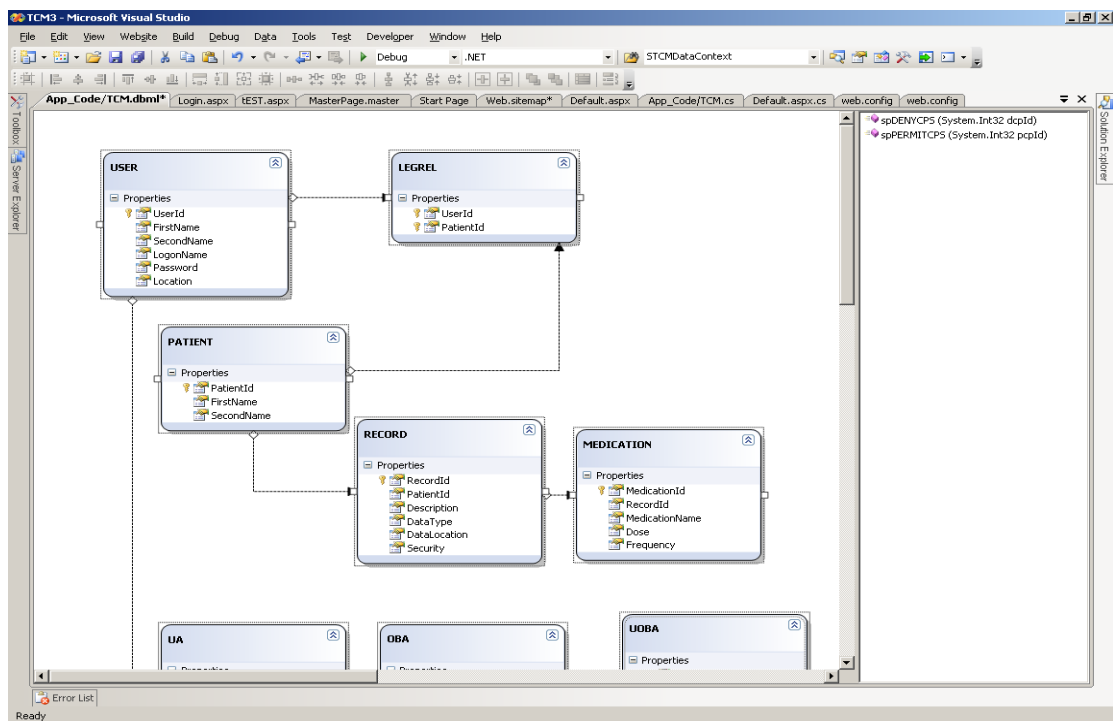 TCM3 - Microsoft Visual Studio
File Edit View Website Build Debug Data Tools Test Developer Window Help
Debug .NET STCMDataContext
App_Code/TCM.dbml* Login.aspx tEST.aspx MasterPage.master Start Page Web.sitemap* Default.aspx App_Code/TCM.cs Default.aspx.cs web.config web.config
Toolbox
Server Explorer
USER
Properties
UserId
FirstName
SecondName
LogonName
Password
Location
LEGREL
Properties
UserId
PatientId
PATIENT
Properties
PatientId
FirstName
SecondName
RECORD
Properties
RecordId
PatientId
Description
DataType
DataLocation
Security
MEDICATION
Properties
MedicationId
RecordId
MedicationName
Dose
Frequency
UA
Properties
OBA
Properties
UOBA
Properties
spDENYCPS (System.Int32 dcpId)
spPERMITCPS (System.Int32 pcpId)
Solution Explorer
Error List
Ready